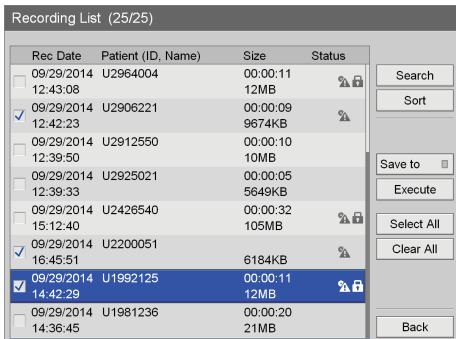 Recording List (25/25)
Rec Date Patient (ID, Name) Size Status
09/29/2014 U2964004 00:00:11
12:43:08 12MB
09/29/2014 U2906221 00:00:09
12:42:23 9674KB
09/29/2014 U2912550 00:00:10
12:39:50 10MB
09/29/2014 U2925021 00:00:05
12:39:33 5649KB
09/29/2014 U2426540 00:00:32
15:12:40 105MB
09/29/2014 U2200051
16:45:51 6184KB
09/29/2014 U1992125 00:00:11
14:42:29 12MB
09/29/2014 U1981236 00:00:20
14:36:45 21MB
Search
Sort
Save to
Execute
Select All
Clear All
Back